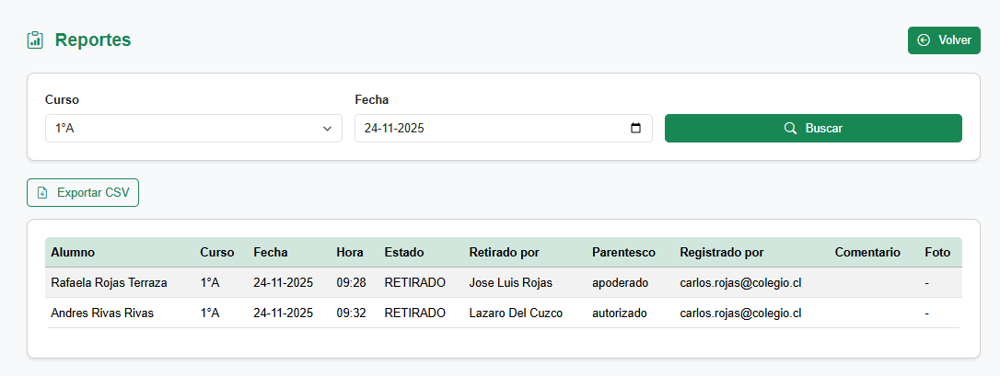 Reportes
Volver
Curso Fecha
1°A 24-11-2025 Buscar
Exportar CSV
Alumno Curso Fecha Hora Estado Retirado por Parentesco Registrado por Comentario Foto
Rafaela Rojas Terraza 1°A 24-11-2025 09:28 RETIRADO Jose Luis Rojas apoderado carlos.rojas@colegio.cl -
Andres Rivas Rivas 1°A 24-11-2025 09:32 RETIRADO Lazaro Del Cuzco autorizado carlos.rojas@colegio.cl -